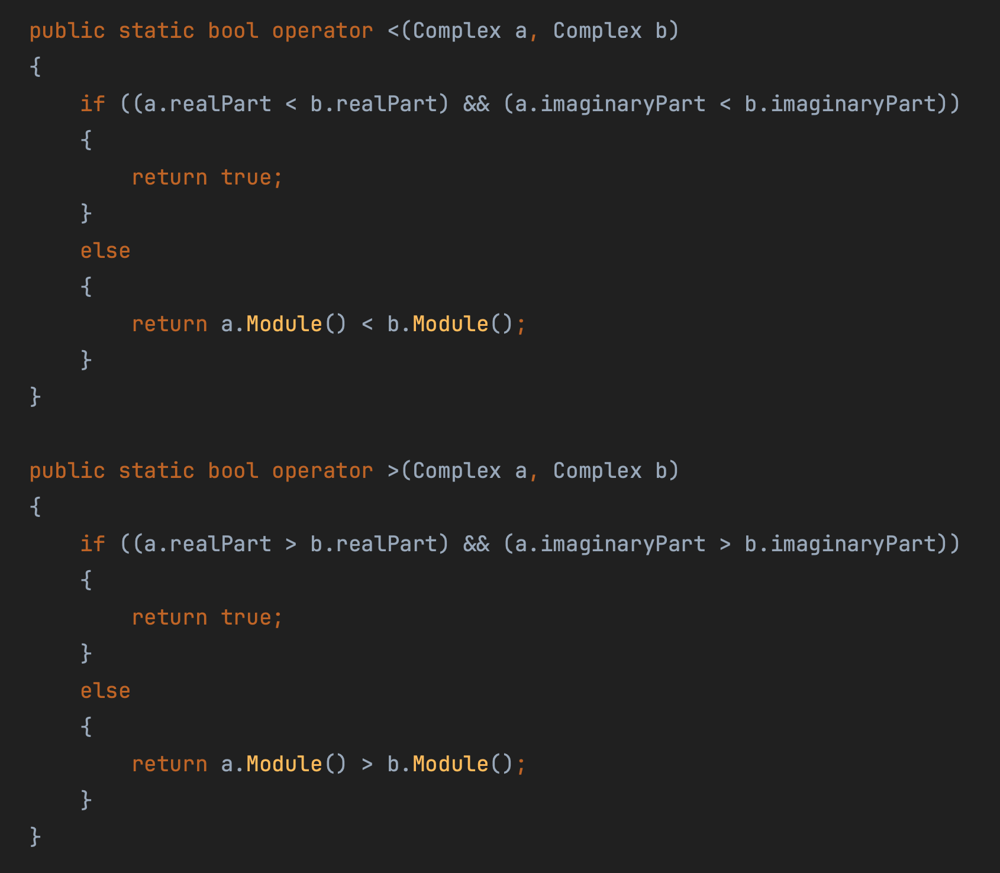 public static bool operator <(Complex a, Complex b)
{
    if ((a.realPart < b.realPart) && (a.imaginaryPart < b.imaginaryPart))
    {
        return true;
    }
    else
    {
        return a.Module() < b.Module();
    }
}

public static bool operator >(Complex a, Complex b)
{
    if ((a.realPart > b.realPart) && (a.imaginaryPart > b.imaginaryPart))
    {
        return true;
    }
    else
    {
        return a.Module() > b.Module();
    }
}